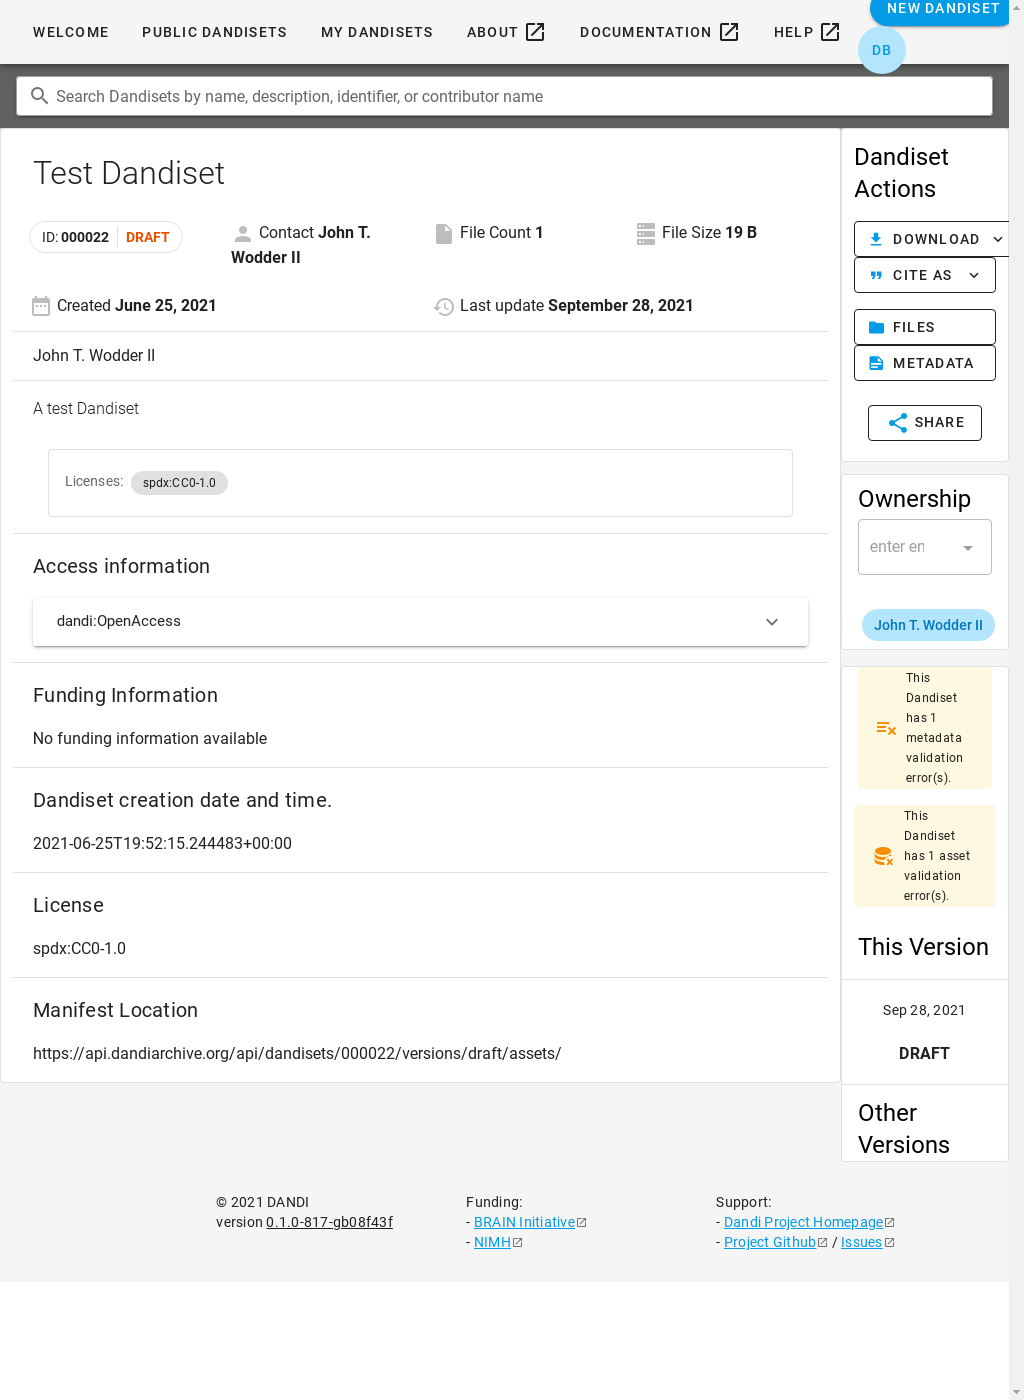 WELCOME PUBLIC DANDISETS MY DANDISETS ABOUT DOCUMENTATION HELP NEW DANDISET
DB
Search Dandisets by name, description, identifier, or contributor name
Test Dandiset
ID: 000022 DRAFT
Contact John T. Wodder II
File Count 1
File Size 19 B
Created June 25, 2021
Last update September 28, 2021
John T. Wodder II
A test Dandiset
Licenses: spdx:CC0-1.0
Access information
dandi:OpenAccess
Funding Information
No funding information available
Dandiset creation date and time.
2021-06-25T19:52:15.244483+00:00
License
spdx:CC0-1.0
Manifest Location
https://api.dandiarchive.org/api/dandisets/000022/versions/draft/assets/
Dandiset
Actions
DOWNLOAD
CITE AS
FILES
METADATA
SHARE
Ownership
enter en
John T. Wodder II
This
Dandiset
has 1
metadata
validation
error(s).
This
Dandiset
has 1 asset
validation
error(s).
This Version
Sep 28, 2021
DRAFT
Other
Versions
© 2021 DANDI
version 0.1.0-817-gb08f43f
Funding:
- BRAIN Initiative
- NIMH
Support:
- Dandi Project Homepage
- Project Github / Issues